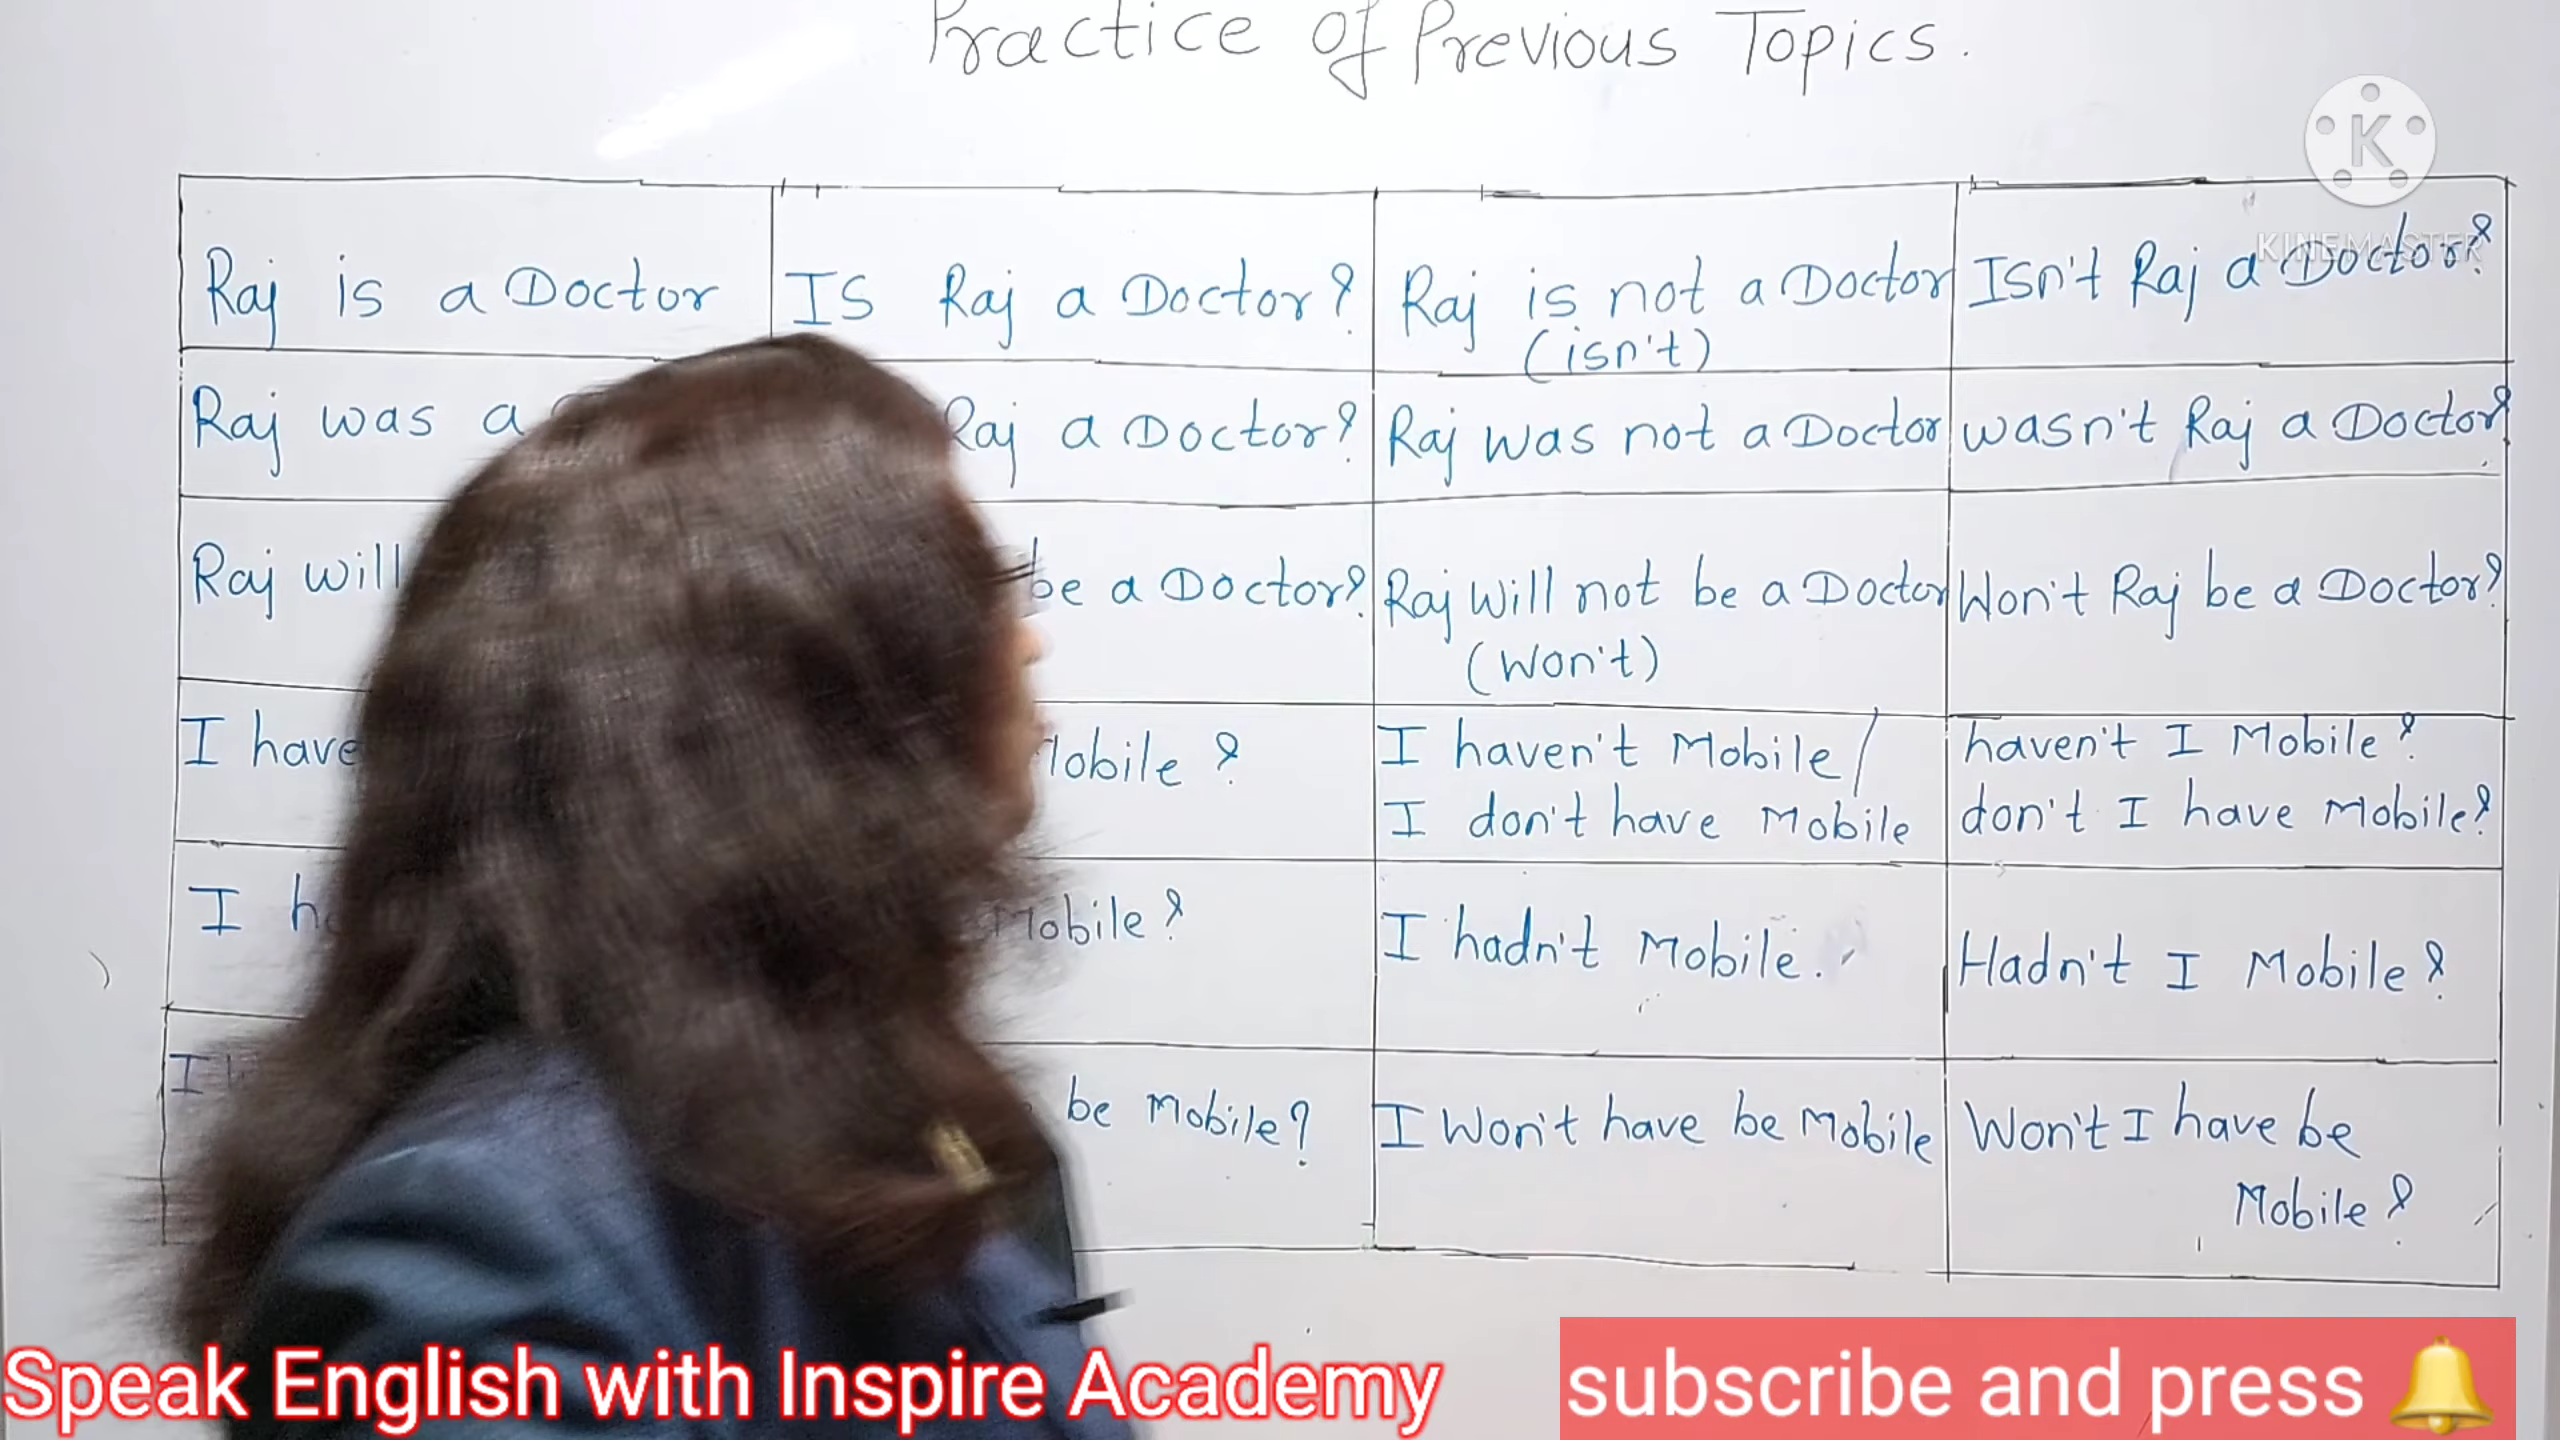 Practice of Previous Topics.
K
KINEMASTER
Raj is a Doctor
IS Raj a Doctor?
Raj is not a Doctor
(isn't)
Isn't Raj a Doctor?
Raj was a
Raj a Doctor?
Raj was not a Doctor
wasn't Raj a Doctor?
Raj will
be a Doctor?
Raj will not be a Doctor
(won't)
Won't Raj be a Doctor?
I have
Mobile ?
I haven't Mobile/
I don't have Mobile
haven't I Mobile?
don't I have Mobile?
I
Mobile?
I hadn't Mobile.
Hadn't I Mobile?
I
be Mobile?
I Won't have be Mobile
Won't I have be
Mobile?
Speak English with Inspire Academy
subscribe and press